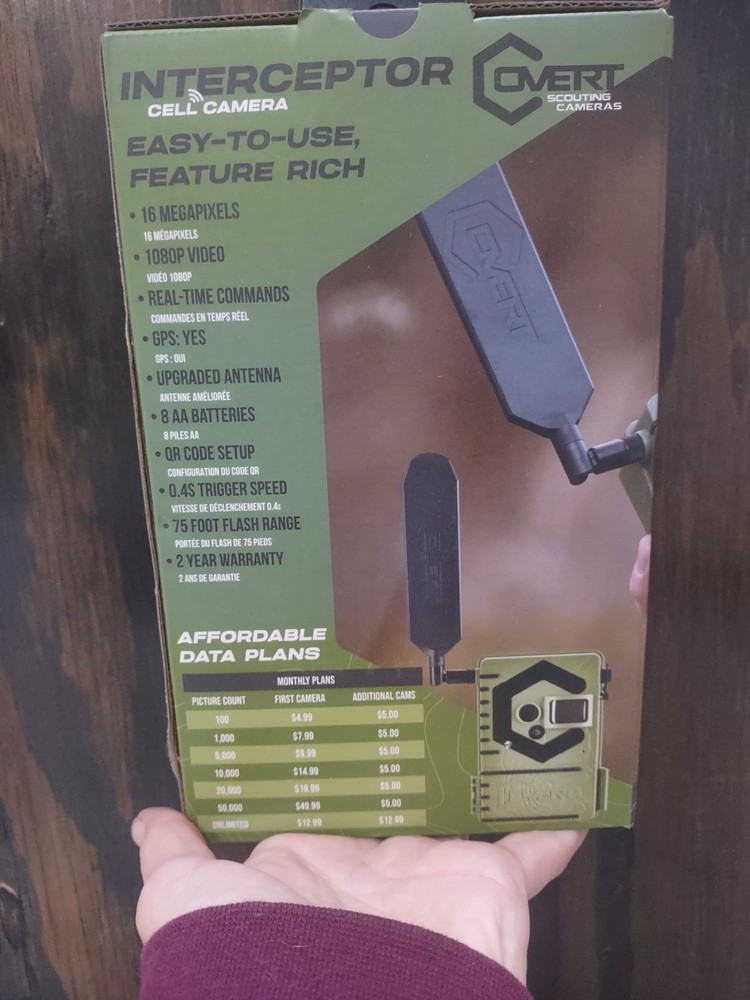 INTERCEPTOR
CELL CAMERA
COVERT
SCOUTING
CAMERAS
EASY-TO-USE,
FEATURE RICH
• 16 MEGAPIXELS
16 MÉGAPIXELS
• 1080P VIDEO
VIDÉO 1080P
• REAL-TIME COMMANDS
COMMANDES EN TEMPS RÉEL
• GPS: YES
GPS : OUI
• UPGRADED ANTENNA
ANTENNE AMÉLIORÉE
• 8 AA BATTERIES
8 PILES AA
• QR CODE SETUP
CONFIGURATION DU CODE QR
• 0.4S TRIGGER SPEED
VITESSE DE DÉCLENCHEMENT 0.4s
• 75 FOOT FLASH RANGE
PORTÉE DU FLASH DE 75 PIEDS
• 2 YEAR WARRANTY
2 ANS DE GARANTIE
COVERT
AFFORDABLE
DATA PLANS
MONTHLY PLANS
PICTURE COUNT FIRST CAMERA ADDITIONAL CAMS
100 $4.99 $5.00
1,000 $7.99 $5.00
5,000 $9.99 $5.00
10,000 $14.99 $5.00
20,000 $19.99 $5.00
50,000 $49.99 $5.00
UNLIMITED $12.99 $12.99